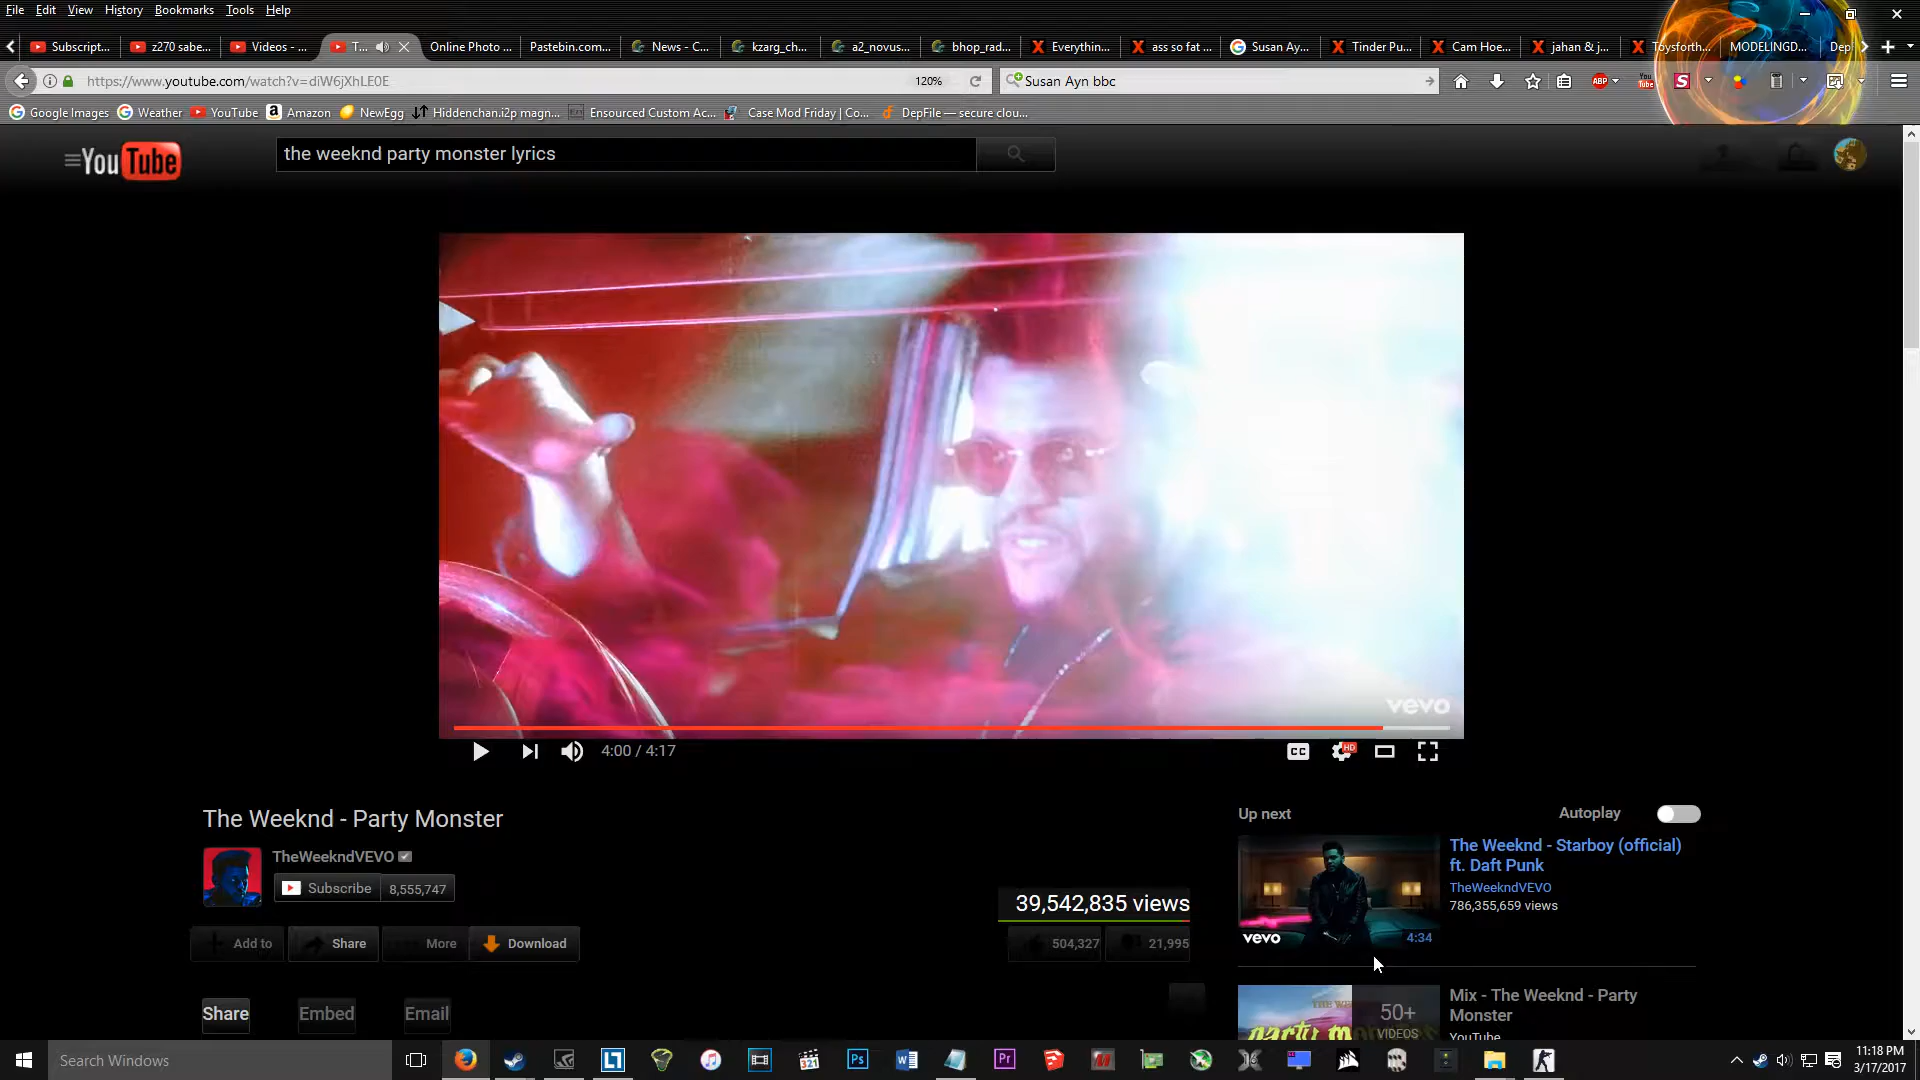 File Edit View History Bookmarks Tools Help
Subscript... z270 sabe... Videos - ... T... Online Photo ... Pastebin.com... News - C... kzarg_ch... a2_novus... bhop_rad... Everythin... ass so fat ... Susan Ay... Tinder Pu... Cam Hoe... jahan & j... Toysforth... MODELINGD... Dep
https://www.youtube.com/watch?v=diW6jXhLE0E 120% Susan Ayn bbc ABP
Google Images Weather YouTube Amazon NewEgg Hiddenchan.i2p magn... Ensourced Custom Ac... Case Mod Friday | Co... DepFile — secure clou...
YouTube the weeknd party monster lyrics
vevo
4:00 / 4:17 CC HD
The Weeknd - Party Monster
TheWeekndVEVO
Subscribe 8,555,747
39,542,835 views
Add to Share More Download 504,327 21,995
Share Embed Email
Up next Autoplay
The Weeknd - Starboy (official)
ft. Daft Punk
TheWeekndVEVO
786,355,659 views
vevo 4:34
Mix - The Weeknd - Party
Monster
YouTube
50+
VIDEOS
Search Windows
11:18 PM
3/17/2017